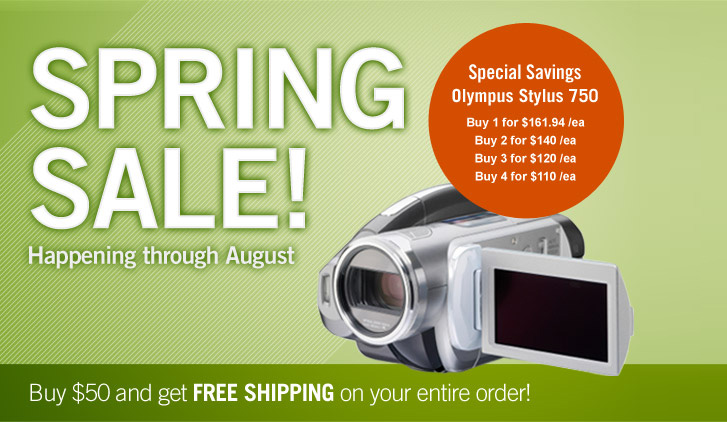 SPRING
SALE!
Happening through August
Special Savings
Olympus Stylus 750
Buy 1 for $161.94 /ea
Buy 2 for $140 /ea
Buy 3 for $120 /ea
Buy 4 for $110 /ea
Buy $50 and get FREE SHIPPING on your entire order!